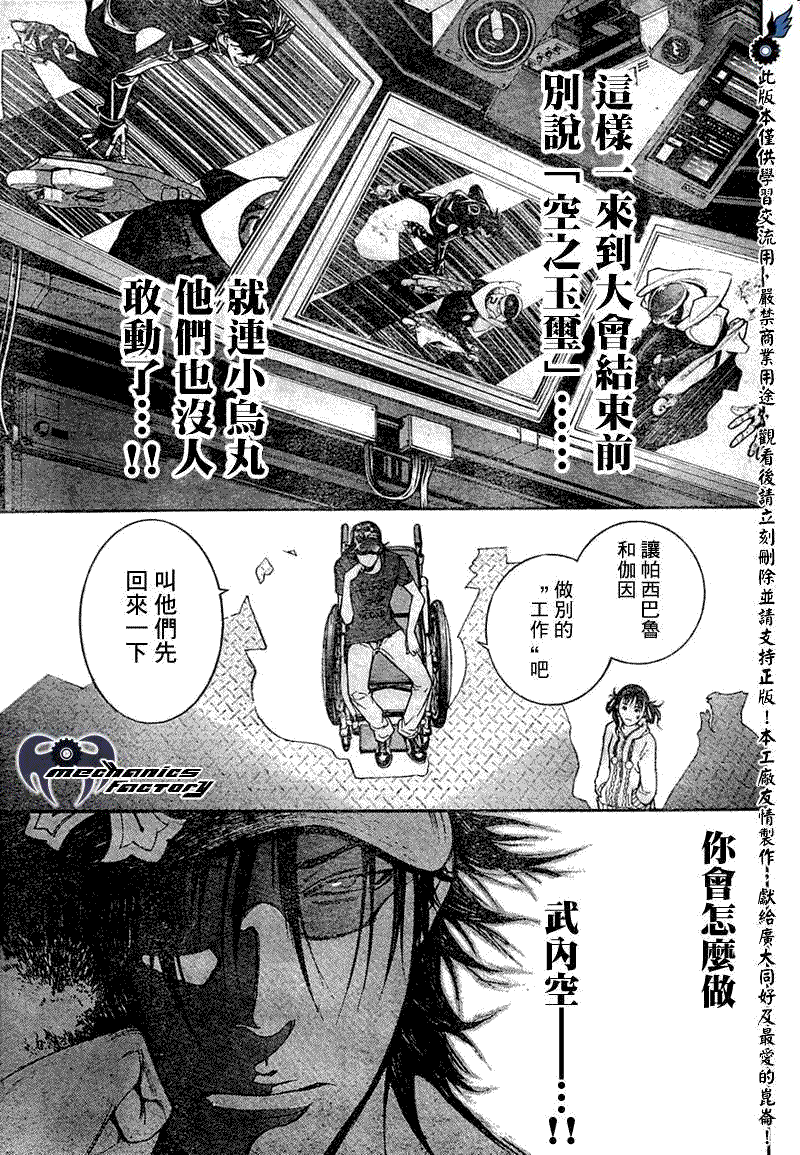 這樣一來到大會結束前
別說「空之玉璽」……
就連小烏丸
他們也沒人
敢動了…!!
讓帕西巴魯
和伽因
做別的
”工作“吧
叫他們先
回來一下
你會怎麼做
武內空——…!!
mechanics
factory
此版本僅供學習交流用，嚴禁商業用途，觀看後請立刻刪除並請支持正版！本工廠友情製作，獻給廣大同好及最愛的崑崙！